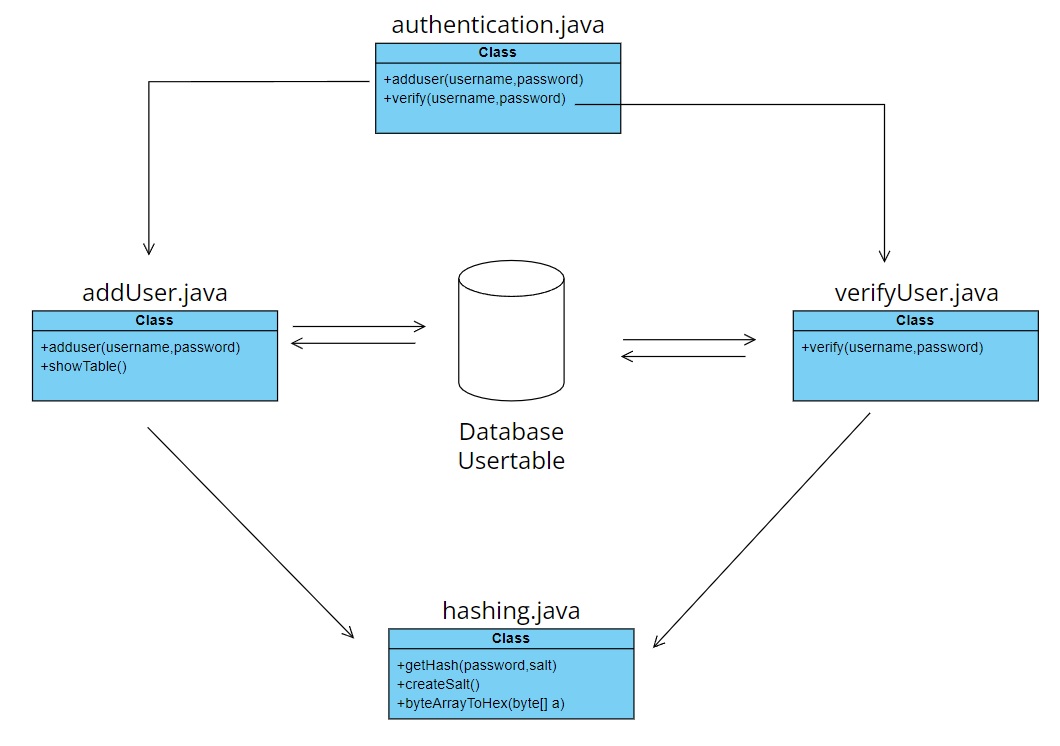 authentication.java
Class
+adduser(username,password)
+verify(username,password)
addUser.java
Class
+adduser(username,password)
+showTable()
Database
Usertable
verifyUser.java
Class
+verify(username,password)
hashing.java
Class
+getHash(password,salt)
+createSalt()
+byteArrayToHex(byte[] a)